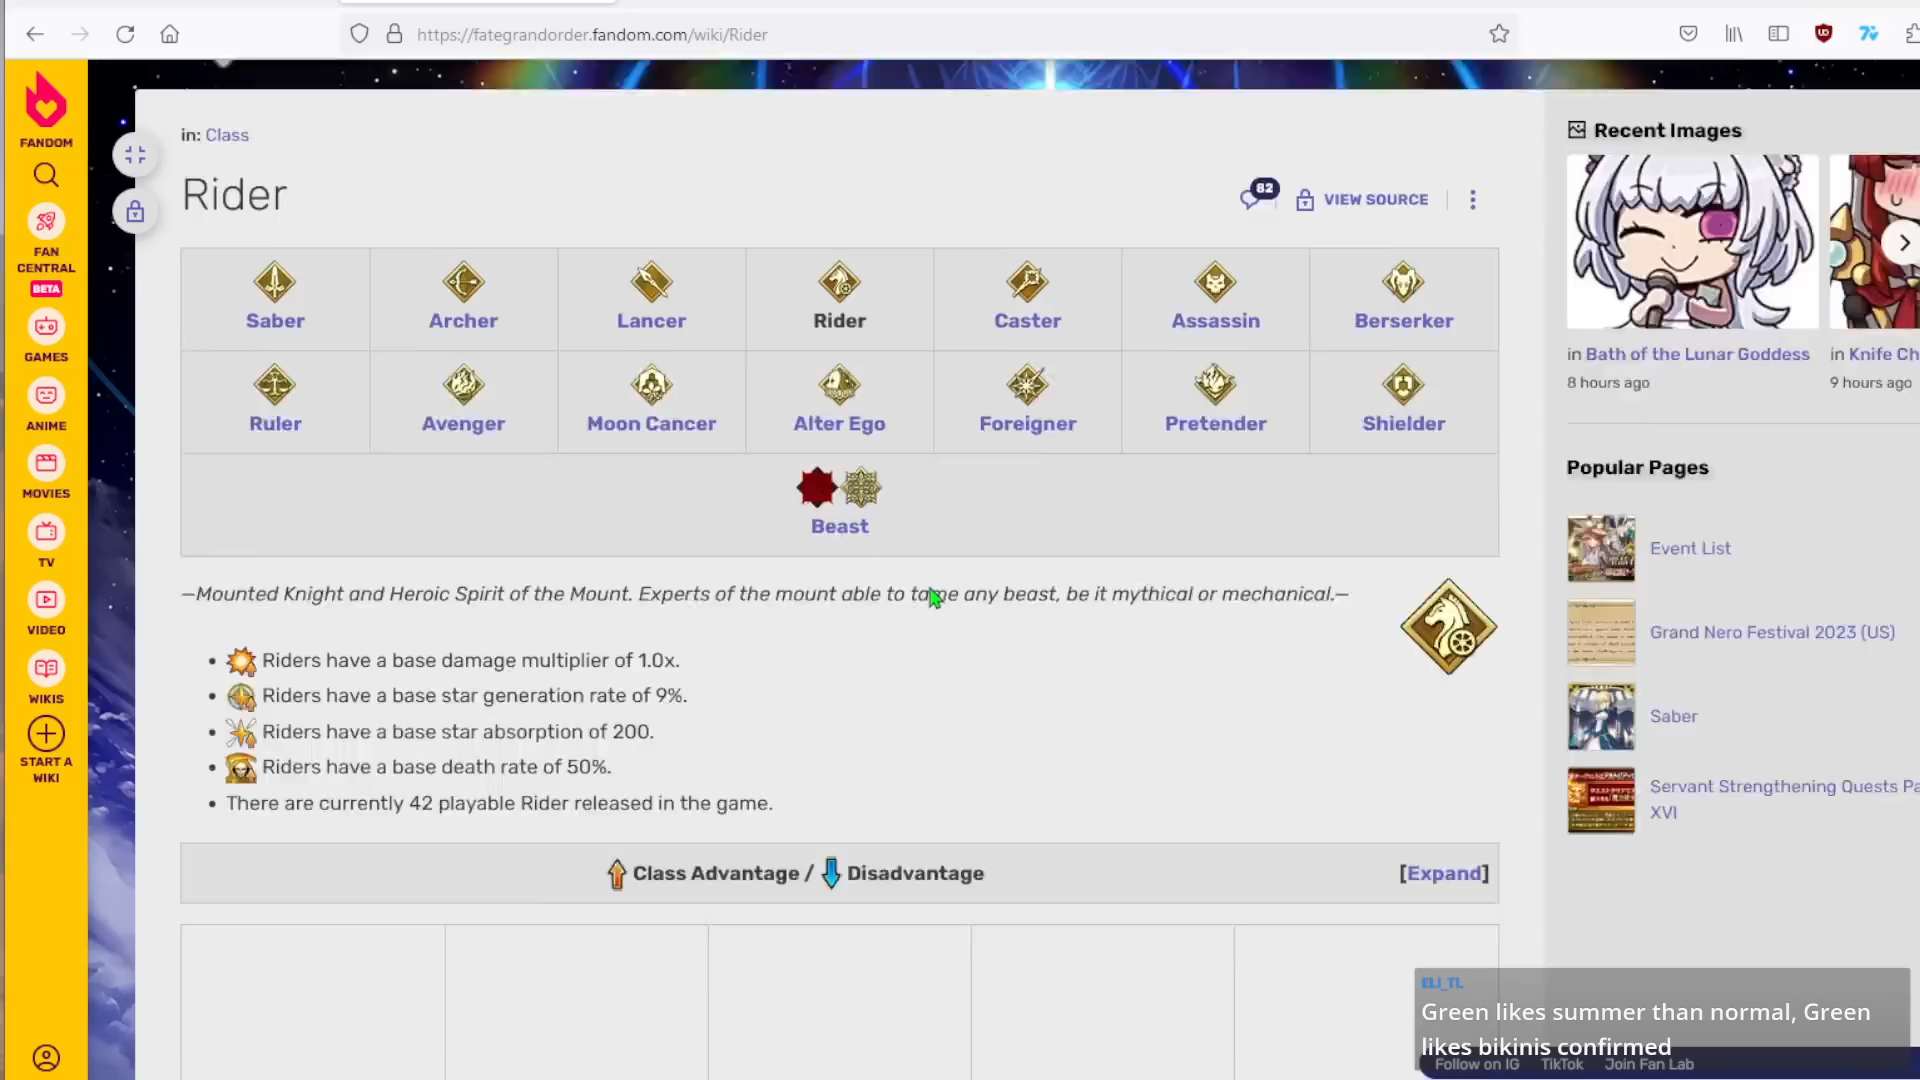 https://fategrandorder.fandom.com/wiki/Rider
FANDOM
FAN
CENTRAL
BETA
GAMES
ANIME
MOVIES
TV
VIDEO
WIKIS
START A
WIKI
in: Class
Rider
82
VIEW SOURCE
Saber
Archer
Lancer
Rider
Caster
Assassin
Berserker
Ruler
Avenger
Moon Cancer
Alter Ego
Foreigner
Pretender
Shielder
Beast
—Mounted Knight and Heroic Spirit of the Mount. Experts of the mount able to tame any beast, be it mythical or mechanical.—
• Riders have a base damage multiplier of 1.0x.
• Riders have a base star generation rate of 9%.
• Riders have a base star absorption of 200.
• Riders have a base death rate of 50%.
• There are currently 42 playable Rider released in the game.
Class Advantage / Disadvantage
[Expand]
Recent Images
in Bath of the Lunar Goddess
8 hours ago
in Knife Ch
9 hours ago
Popular Pages
Event List
Grand Nero Festival 2023 (US)
Saber
Servant Strengthening Quests Pa
XVI
ELI_TL
Green likes summer than normal, Green
likes bikinis confirmed
Follow on IG
TikTok
Join Fan Lab